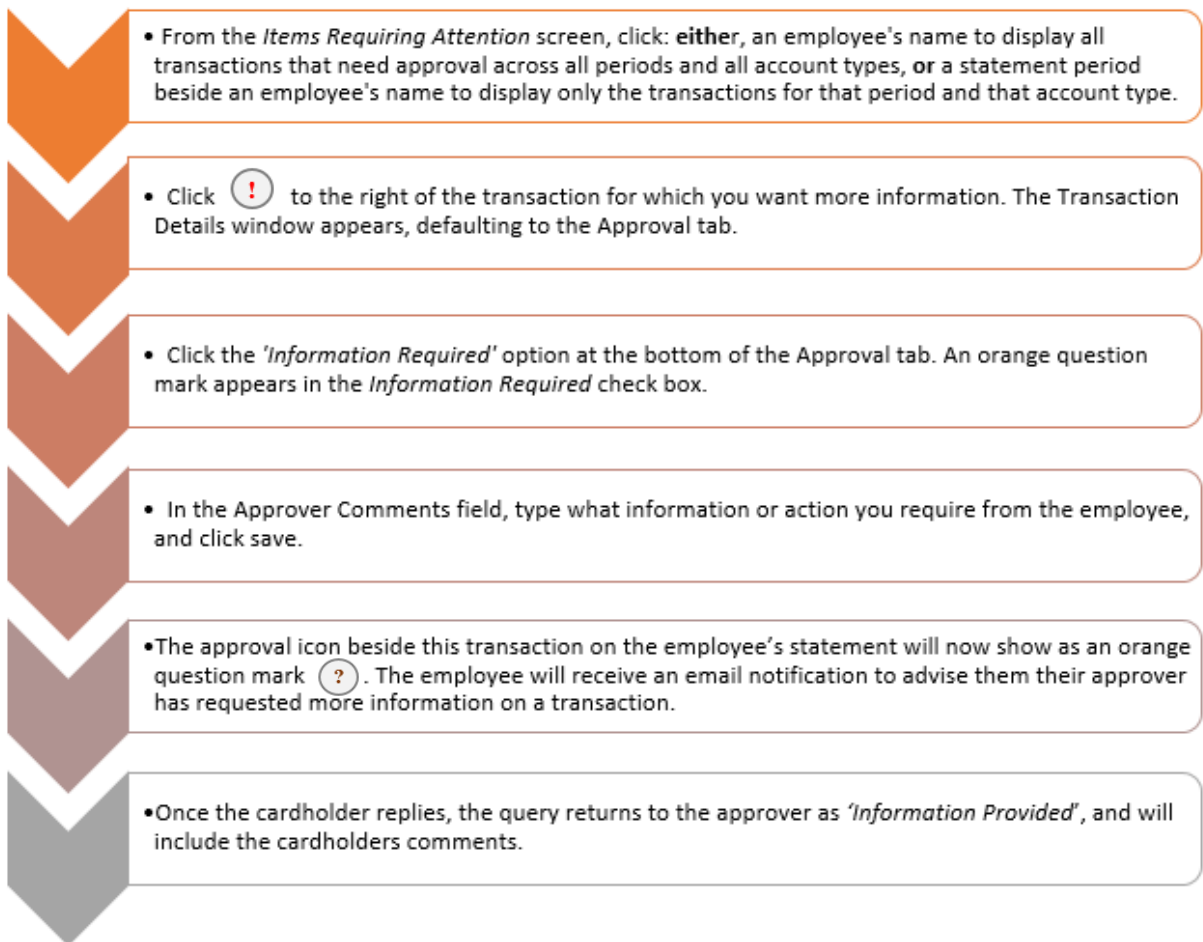 • From the Items Requiring Attention screen, click: either, an employee's name to display all
transactions that need approval across all periods and all account types, or a statement period
beside an employee's name to display only the transactions for that period and that account type.
• Click ! to the right of the transaction for which you want more information. The Transaction
Details window appears, defaulting to the Approval tab.
• Click the 'Information Required' option at the bottom of the Approval tab. An orange question
mark appears in the Information Required check box.
• In the Approver Comments field, type what information or action you require from the employee,
and click save.
•The approval icon beside this transaction on the employee’s statement will now show as an orange
question mark ? . The employee will receive an email notification to advise them their approver
has requested more information on a transaction.
•Once the cardholder replies, the query returns to the approver as ‘Information Provided’, and will
include the cardholders comments.